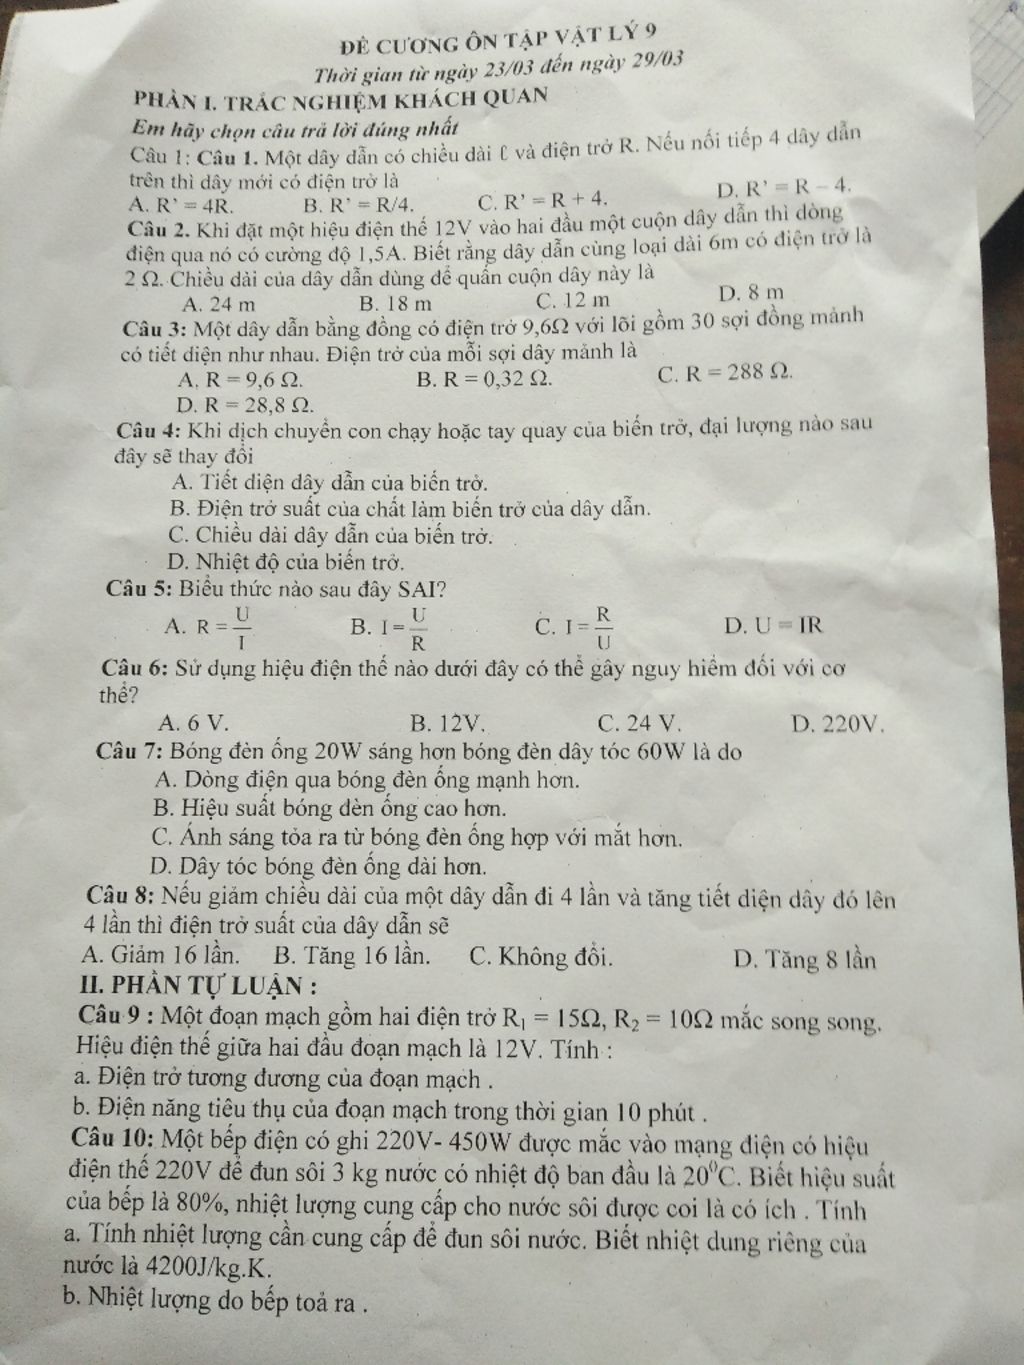 ĐỀ CƯƠNG ÔN TẬP VẬT LÝ 9
Thời gian từ ngày 23/03 đến ngày 29/03
PHẦN I. TRẮC NGHIỆM KHÁCH QUAN
Em hãy chọn câu trả lời đúng nhất
Câu 1: Câu 1. Một dây dẫn có chiều dài ℓ và điện trở R. Nếu nối tiếp 4 dây dẫn
trên thì dây mới có điện trở là
A. R' = 4R. B. R' = R/4. C. R' = R + 4. D. R' = R – 4.
Câu 2. Khi đặt một hiệu điện thế 12V vào hai đầu một cuộn dây dẫn thì dòng
điện qua nó có cường độ 1,5A. Biết rằng dây dẫn cùng loại dài 6m có điện trở là
2 Ω. Chiều dài của dây dẫn dùng để quấn cuộn dây này là
A. 24 m B. 18 m C. 12 m D. 8 m
Câu 3: Một dây dẫn bằng đồng có điện trở 9,6Ω với lõi gồm 30 sợi đồng mảnh
có tiết diện như nhau. Điện trở của mỗi sợi dây mảnh là
A. R = 9,6 Ω. B. R = 0,32 Ω. C. R = 288 Ω.
D. R = 28,8 Ω.
Câu 4: Khi dịch chuyển con chạy hoặc tay quay của biến trở, đại lượng nào sau
đây sẽ thay đổi
A. Tiết diện dây dẫn của biến trở.
B. Điện trở suất của chất làm biến trở của dây dẫn.
C. Chiều dài dây dẫn của biến trở.
D. Nhiệt độ của biến trở.
Câu 5: Biểu thức nào sau đây SAI?
A. R = U/I B. I = U/R C. I = R/U D. U = IR
Câu 6: Sử dụng hiệu điện thế nào dưới đây có thể gây nguy hiểm đối với cơ
thể?
A. 6 V. B. 12V. C. 24 V. D. 220V.
Câu 7: Bóng đèn ống 20W sáng hơn bóng đèn dây tóc 60W là do
A. Dòng điện qua bóng đèn ống mạnh hơn.
B. Hiệu suất bóng đèn ống cao hơn.
C. Ánh sáng tỏa ra từ bóng đèn ống hợp với mắt hơn.
D. Dây tóc bóng đèn ống dài hơn.
Câu 8: Nếu giảm chiều dài của một dây dẫn đi 4 lần và tăng tiết diện dây đó lên
4 lần thì điện trở suất của dây dẫn sẽ
A. Giảm 16 lần. B. Tăng 16 lần. C. Không đổi. D. Tăng 8 lần
II. PHẦN TỰ LUẬN :
Câu 9 : Một đoạn mạch gồm hai điện trở R₁ = 15Ω, R₂ = 10Ω mắc song song.
Hiệu điện thế giữa hai đầu đoạn mạch là 12V. Tính :
a. Điện trở tương đương của đoạn mạch .
b. Điện năng tiêu thụ của đoạn mạch trong thời gian 10 phút .
Câu 10: Một bếp điện có ghi 220V- 450W được mắc vào mạng điện có hiệu
điện thế 220V để đun sôi 3 kg nước có nhiệt độ ban đầu là 20⁰C. Biết hiệu suất
của bếp là 80%, nhiệt lượng cung cấp cho nước sôi được coi là có ích . Tính
a. Tính nhiệt lượng cần cung cấp để đun sôi nước. Biết nhiệt dung riêng của
nước là 4200J/kg.K.
b. Nhiệt lượng do bếp toả ra .